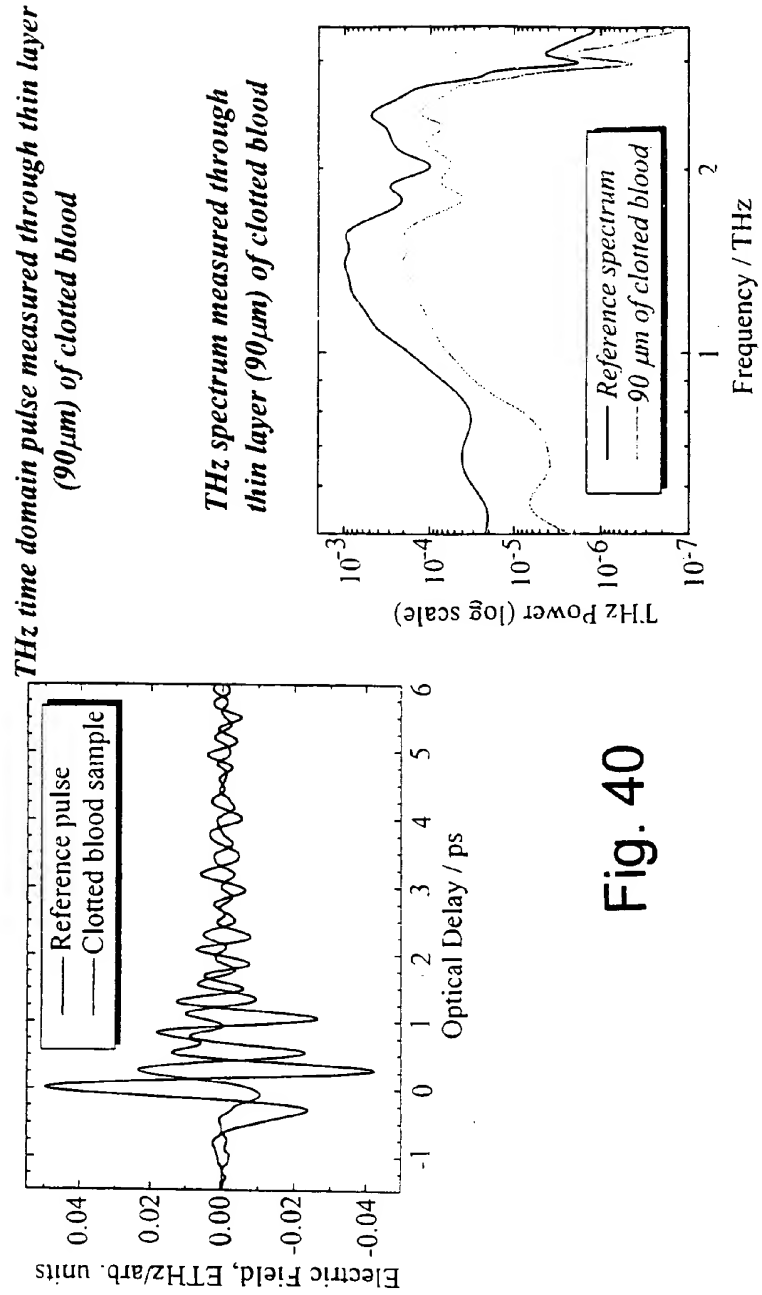 THz time domain pulse measured through thin layer
(90μm) of clotted blood
Electric Field, ETHz/arb. units
0.04
0.02
0.00
-0.02
-0.04
Reference pulse
Clotted blood sample
-1
0
1
2
3
4
5
6
Optical Delay / ps
THz spectrum measured through
thin layer (90μm) of clotted blood
THz Power (log scale)
10-3
10-4
10-5
10-6
10-7
Reference spectrum
90 μm of clotted blood
1
2
Frequency / THz
Fig. 40